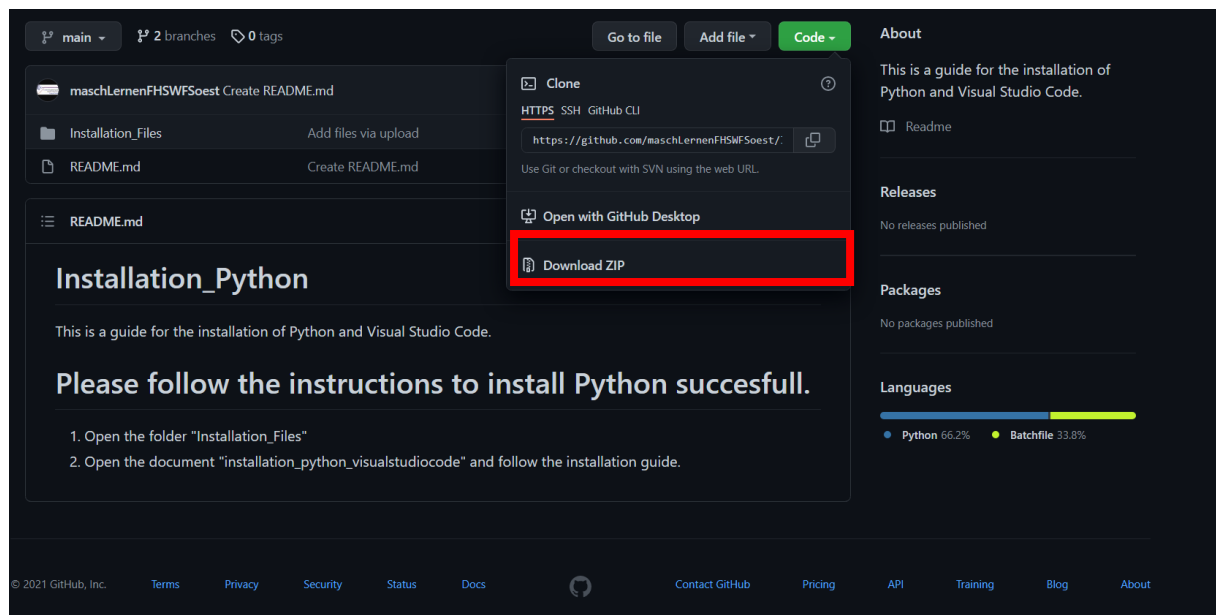 main
2 branches
0 tags
Go to file
Add file
Code
maschLernenFHSWFSoest Create README.md
Installation_Files
Add files via upload
README.md
Create README.md
Clone
HTTPS SSH GitHub CLI
https://github.com/maschLernenFHSWFSoest/
Use Git or checkout with SVN using the web URL.
Open with GitHub Desktop
Download ZIP
README.md
Installation_Python
This is a guide for the installation of Python and Visual Studio Code.
Please follow the instructions to install Python succesfull.
1. Open the folder "Installation_Files"
2. Open the document "installation_python_visualstudiocode" and follow the installation guide.
About
This is a guide for the installation of
Python and Visual Studio Code.
Readme
Releases
No releases published
Packages
No packages published
Languages
Python 66.2% Batchfile 33.8%
© 2021 GitHub, Inc. Terms Privacy Security Status Docs Contact GitHub Pricing API Training Blog About